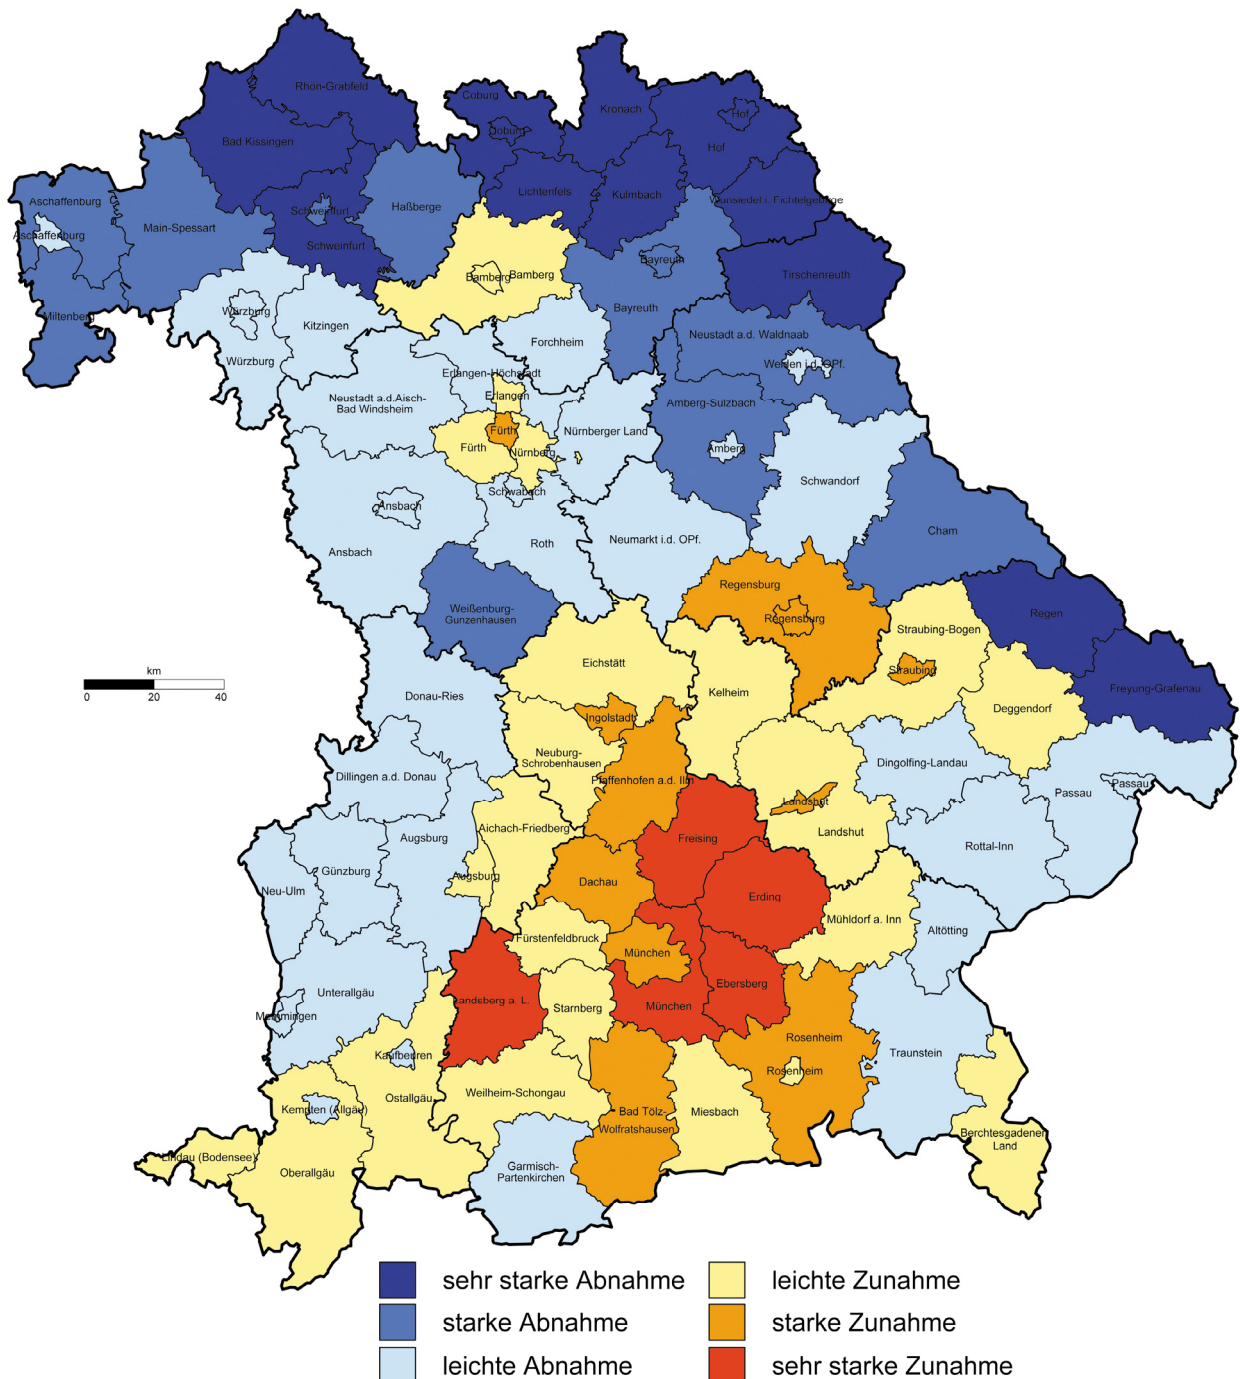 Rhön-Grabfeld
Coburg
Kronach
Hof
Coburg
Bad Kissingen
Hof
Lichtenfels
Kulmbach
Wunsiedel i. Fichtelgebirge
Aschaffenburg
Schweinfurt
Haßberge
Main-Spessart
Aschaffenburg
Schweinfurt
Bayreuth
Bamberg
Bamberg
Tirschenreuth
Miltenberg
Würzburg
Bayreuth
Kitzingen
Neustadt a.d. Waldnaab
Forchheim
Würzburg
Weiden i.d. OPf.
Erlangen-Höchstadt
Neustadt a.d.Aisch-
Bad Windsheim
Erlangen
Amberg-Sulzbach
Fürth
Nürnberger Land
Fürth
Nürnberg
Amberg
Schwandorf
Schwabach
Ansbach
Cham
Ansbach
Roth
Neumarkt i.d. OPf.
Regensburg
Weißenburg-
Gunzenhausen
Regensburg
Regen
Straubing-Bogen
Eichstätt
Straubing
km
0
20
40
Donau-Ries
Kelheim
Freyung-Grafenau
Deggendorf
Ingolstadt
Neuburg-
Schrobenhausen
Dingolfing-Landau
Dillingen a.d. Donau
Pfaffenhofen a.d. Ilm
Passau
Passau
Landshut
Aichach-Friedberg
Landshut
Augsburg
Freising
Rottal-Inn
Günzburg
Augsburg
Dachau
Neu-Ulm
Erding
Mühldorf a. Inn
Altötting
Fürstenfeldbruck
München
Ebersberg
Unterallgäu
Landsberg a. L.
Starnberg
München
Memmingen
Rosenheim
Kaufbeuren
Traunstein
Rosenheim
Weilheim-Schongau
Ostallgäu
Kempten (Allgäu)
Bad Tölz-
Wolfratshausen
Miesbach
Berchtesgadener
Land
Lindau (Bodensee)
Oberallgäu
Garmisch-
Partenkirchen
sehr starke Abnahme
leichte Zunahme
starke Abnahme
starke Zunahme
leichte Abnahme
sehr starke Zunahme